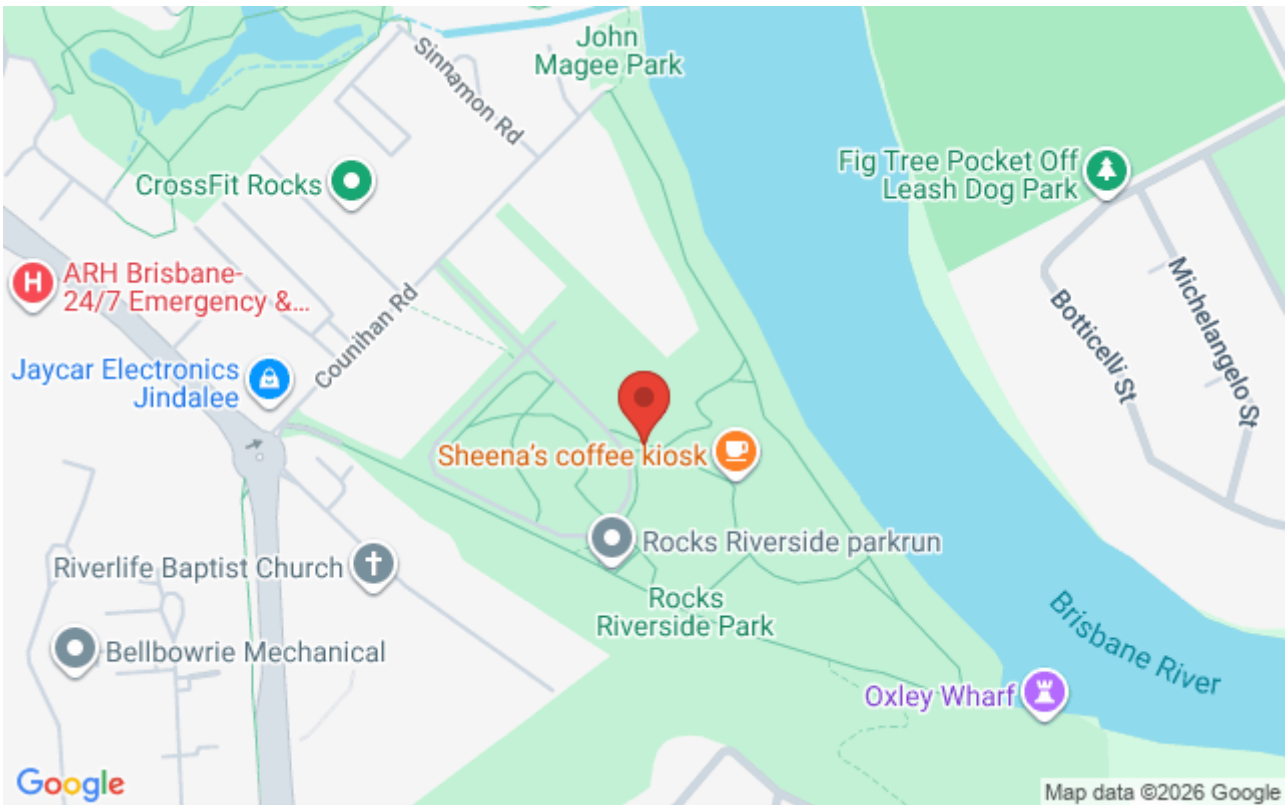 John
Magee Park
Sinnamon Rd
CrossFit Rocks
Fig Tree Pocket Off
Leash Dog Park
ARH Brisbane-
24/7 Emergency &...
Counihan Rd
Michelangelo St
Botticelli St
Jaycar Electronics
Jindalee
Sheena's coffee kiosk
Rocks Riverside parkrun
Riverlife Baptist Church
Rocks
Riverside Park
Brisbane River
Bellbowrie Mechanical
Oxley Wharf
Google
Map data ©2026 Google